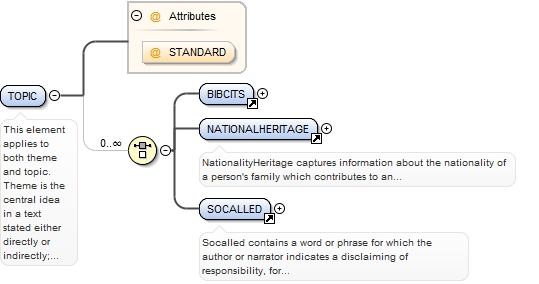 @ Attributes
@ STANDARD
TOPIC
This element
applies to
both theme
and topic.
Theme is the
central idea
in a text
stated either
directly or
indirectly;...
0..∞
BIBCITS
NATIONALHERITAGE
NationalityHeritage captures information about the nationality of
a person's family which contributes to an...
SOCALLED
Socalled contains a word or phrase for which the
author or narrator indicates a disclaiming of
responsibility, for...